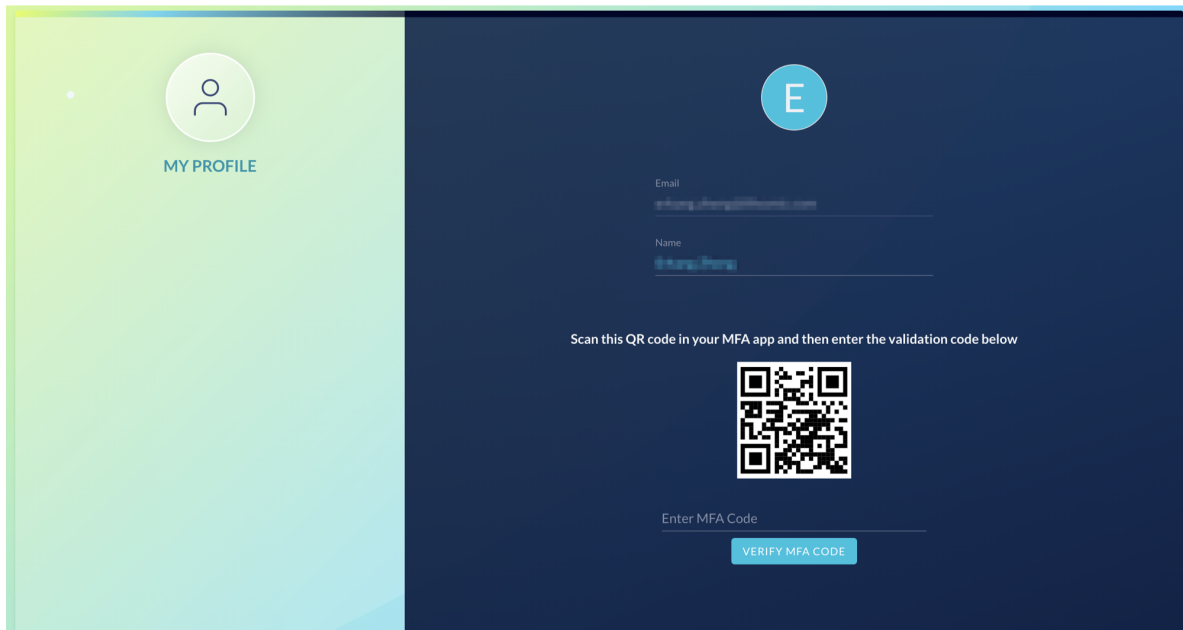 MY PROFILE
E
Email
Name
Scan this QR code in your MFA app and then enter the validation code below
Enter MFA Code
VERIFY MFA CODE